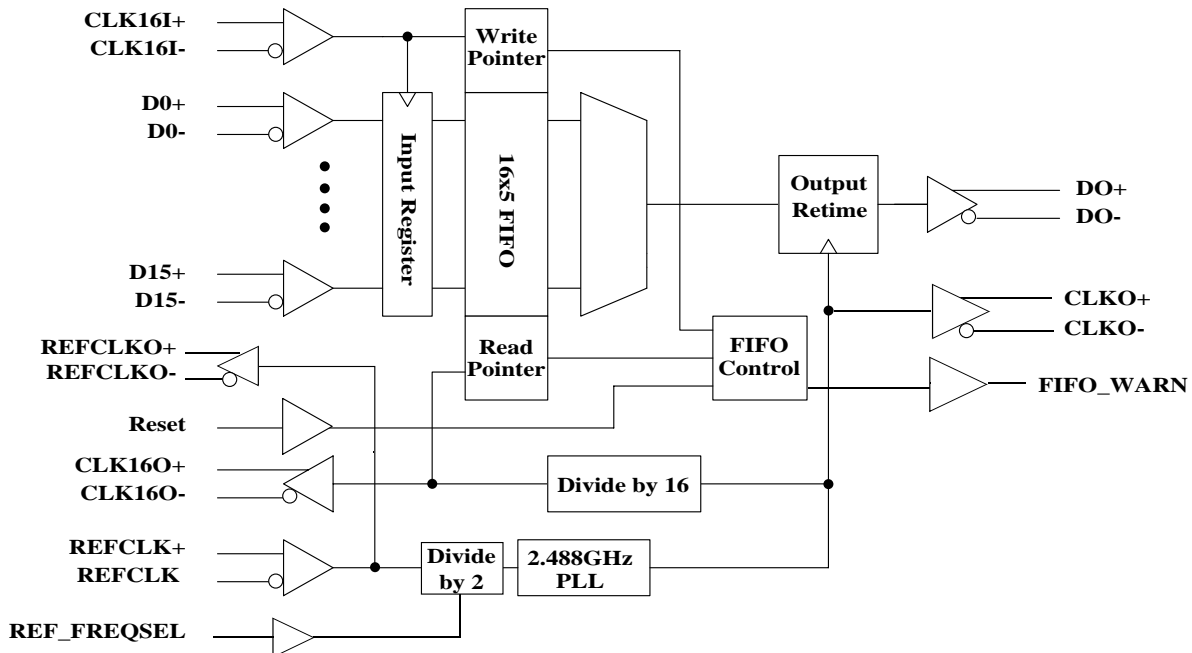 CLK16I+
CLK16I-
Write
Pointer
D0+
D0-
Input Register
16x5 FIFO
Output
Retime
DO+
DO-
D15+
D15-
CLKO+
CLKO-
REFCLKO+
REFCLKO-
Read
Pointer
FIFO
Control
FIFO_WARN
Reset
CLK16O+
CLK16O-
Divide by 16
REFCLK+
REFCLK
Divide
by 2
2.488GHz
PLL
REF_FREQSEL